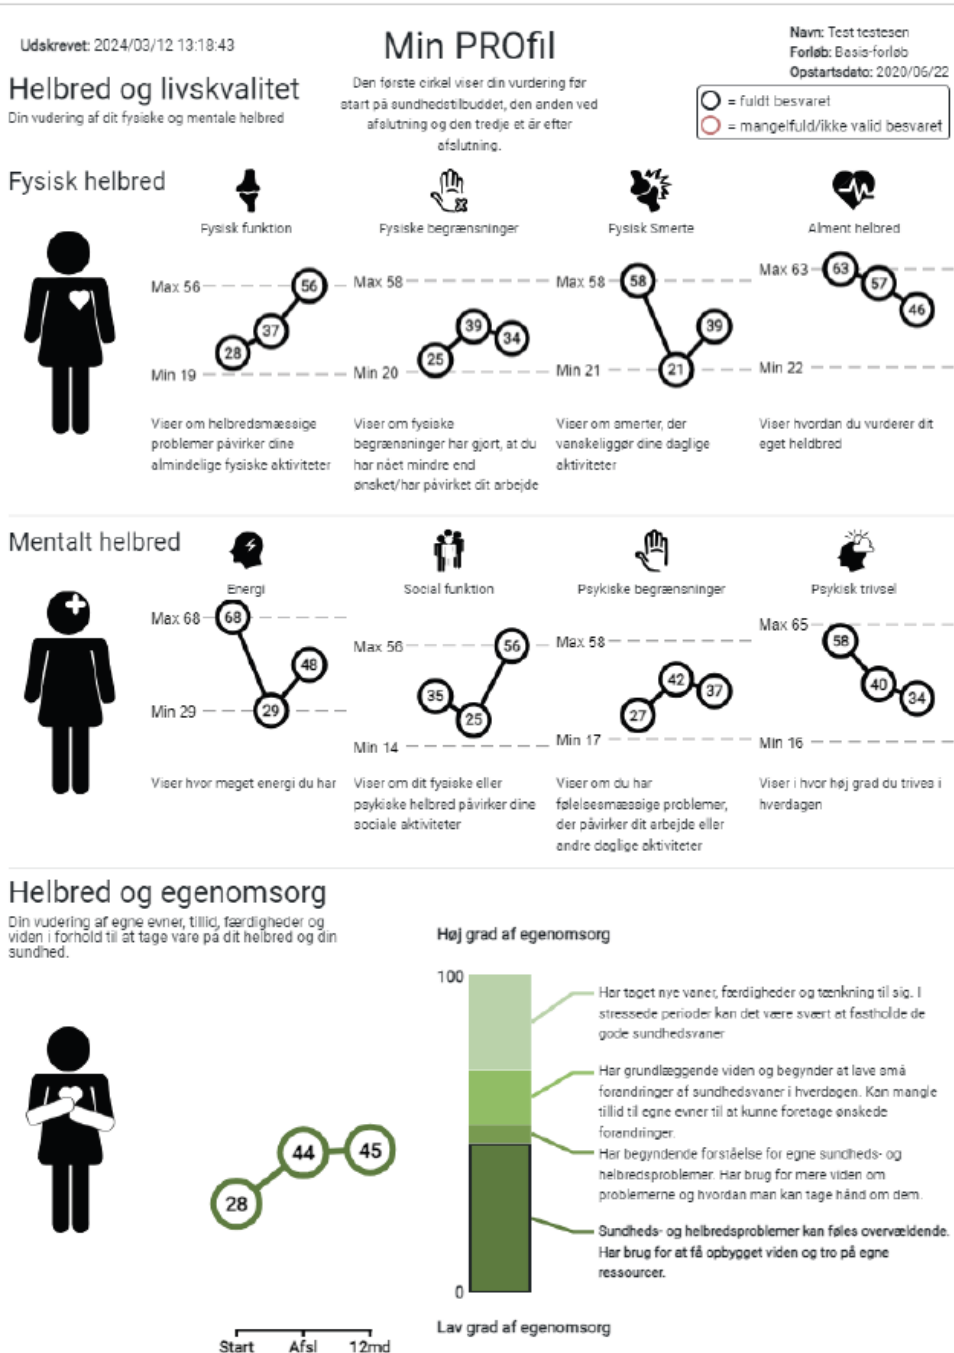 Udskrevet: 2024/03/12 13:18:43
Min PROfil
Navn: Test testesen
Forløb: Basis-forløb
Opstartsdato: 2020/06/22
Helbred og livskvalitet
Din vudering af dit fysiske og mentale helbred
Den første cirkel viser din vurdering før
start på sundhedstilbuddet, den anden ved
afslutning og den tredje et år efter
afslutning.
= fuldt besvaret
= mangelfuld/ikke valid besvaret
Fysisk helbred
Fysisk funktion
Max 56
56
37
28
Min 19
Viser om helbredsmæssige
problemer påvirker dine
almindelige fysiske aktiviteter
Fysiske begrænsninger
Max 58
39
34
25
Min 20
Viser om fysiske
begrænsninger har gjort, at du
har nået mindre end
ønsket/har påvirket dit arbejde
Fysisk Smerte
Max 58
58
39
21
Min 21
Viser om smerter, der
vanskeliggør dine daglige
aktiviteter
Alment helbred
Max 63
63
57
46
Min 22
Viser hvordan du vurderer dit
eget heldbred
Mentalt helbred
Energi
Max 68
68
48
29
Min 29
Viser hvor meget energi du har
Social funktion
Max 56
56
35
25
Min 14
Viser om dit fysiske eller
psykiske helbred påvirker dine
sociale aktiviteter
Psykiske begrænsninger
Max 58
42
37
27
Min 17
Viser om du har
følelsesmæssige problemer,
der påvirker dit arbejde eller
andre daglige aktiviteter
Psykisk trivsel
Max 65
58
40
34
Min 16
Viser i hvor høj grad du trives i
hverdagen
Helbred og egenomsorg
Din vudering af egne evner, tillid, færdigheder og
viden i forhold til at tage vare på dit helbred og din
sundhed.
28
44
45
Start Afsl 12md
Høj grad af egenomsorg
100
Har taget nye vaner, færdigheder og tænkning til sig. I
stressede perioder kan det være svært at fastholde de
gode sundhedsvaner
Har grundlæggende viden og begynder at lave små
forandringer af sundhedsvaner i hverdagen. Kan mangle
tillid til egne evner til at kunne foretage ønskede
forandringer.
Har begyndende forståelse for egne sundheds- og
helbredsproblemer. Har brug for mere viden om
problemerne og hvordan man kan tage hånd om dem.
Sundheds- og helbredsproblemer kan føles overvældende.
Har brug for at få opbygget viden og tro på egne
ressourcer.
0
Lav grad af egenomsorg